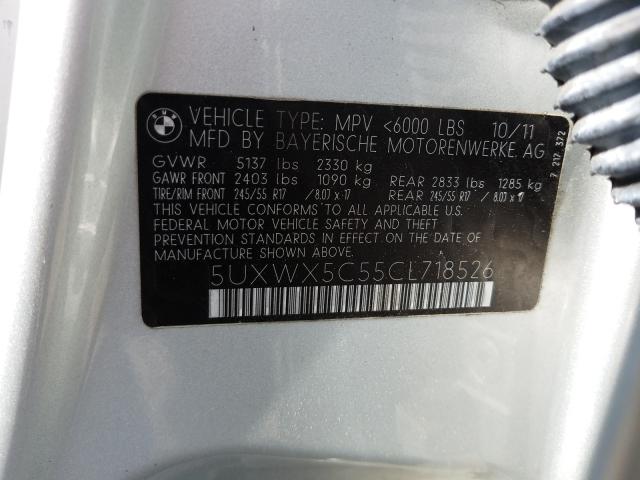 BMW
VEHICLE TYPE: MPV <6000 LBS 10/11
MFD BY BAYERISCHE MOTORENWERKE.AG
GVWR 5137 lbs 2330 kg
GAWR FRONT 2403 lbs 1090 kg REAR 2833 lbs 1285 kg
TIRE/RIM FRONT 245/55 R17 / 8.0J x 17 REAR 245/55 R17 / 8.0J x 17
THIS VEHICLE CONFORMS TO ALL APPLICABLE U.S.
FEDERAL MOTOR VEHICLE SAFETY AND THEFT
PREVENTION STANDARDS IN EFFECT ON THE DATE
OF MANUFACTURE SHOWN ABOVE.
5UXWX5C55CL718526
7 217 372